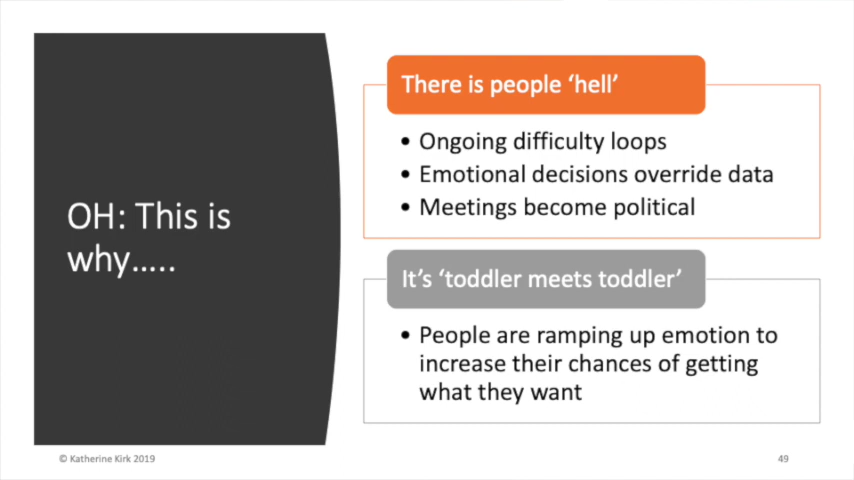 OH: This is
why.....
There is people ‘hell’
• Ongoing difficulty loops
• Emotional decisions override data
• Meetings become political
It’s ‘toddler meets toddler’
• People are ramping up emotion to
increase their chances of getting
what they want
© Katherine Kirk 2019
49